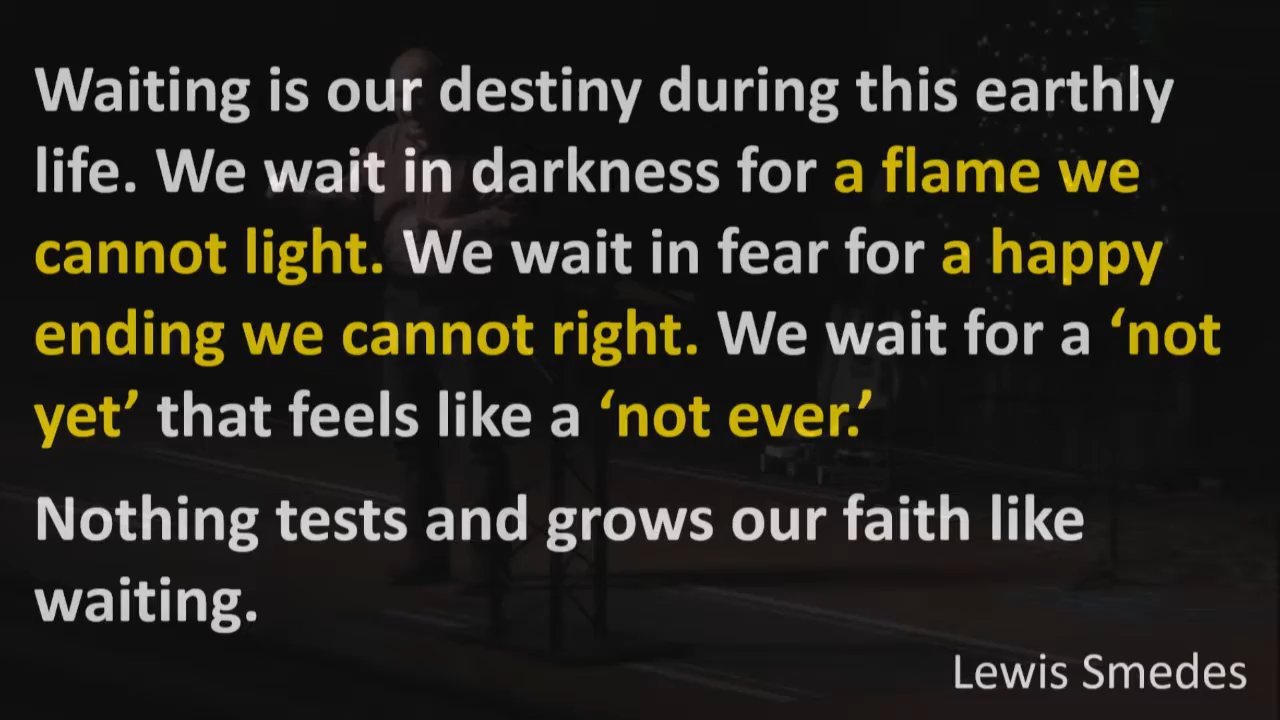 Waiting is our destiny during this earthly
life. We wait in darkness for a flame we
cannot light. We wait in fear for a happy
ending we cannot right. We wait for a ‘not
yet’ that feels like a ‘not ever.’
Nothing tests and grows our faith like
waiting.
Lewis Smedes